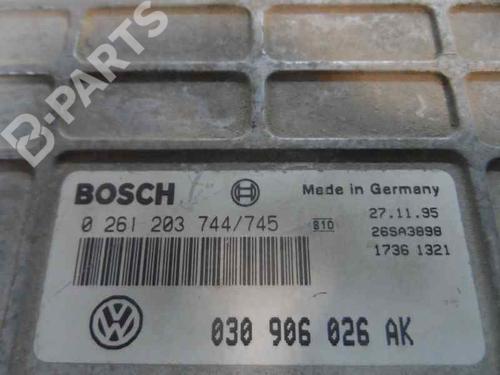 B-PARTS
BOSCH
Made in Germany
0 261 203 744/745
B10
27.11.95
26SA3898
1736 1321
030 906 026 AK